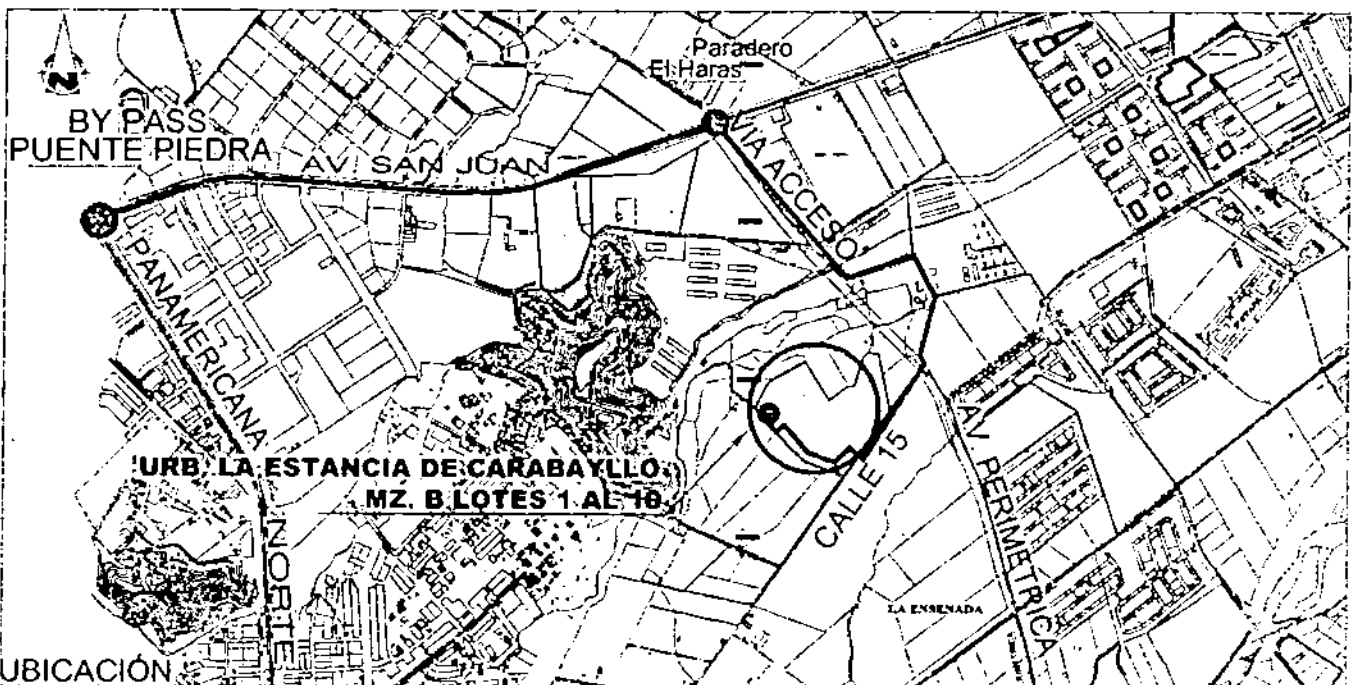 N
Paradero
El Haras
BY PASS
PUENTE PIEDRA
AV. SAN JUAN
VIA ACCESO
PANAMERICANA
NORTE
URB. LA ESTANCIA DE CARABAYLLO
MZ. B LOTES 1 AL 10
CALLE 15
AV. PERIMETRICA
LA ENSENADA
UBICACIÓN